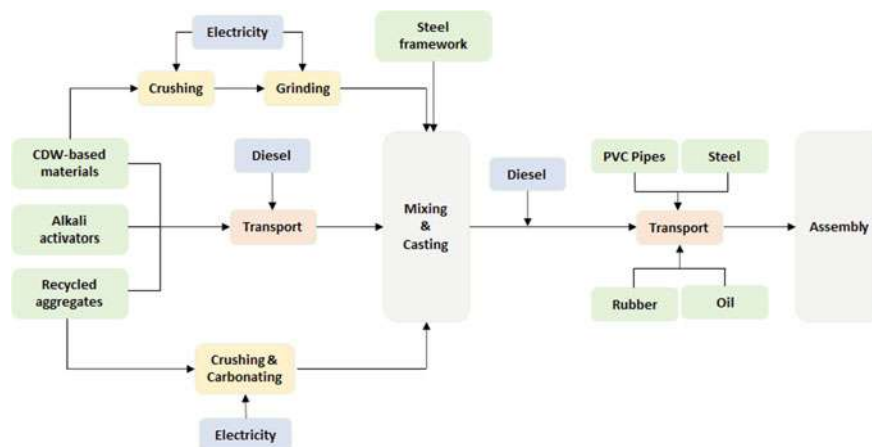 Electricity
Steel
framework
Crushing
Grinding
CDW-based
materials
Diesel
PVC Pipes
Steel
Diesel
Alkali
activators
Transport
Mixing
&
Casting
Transport
Assembly
Recycled
aggregates
Rubber
Oil
Crushing &
Carbonating
Electricity